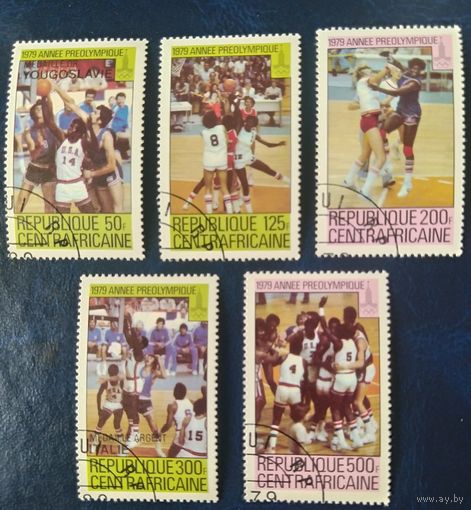 1979 ANNEE PREOLYMPIQUE
YOUGOSLAVIE
U.S.A
14
REPUBLIQUE 50F
CENTRAFRICAINE
1979 ANNEE PREOLYMPIQUE
8
REPUBLIQUE 125F
CENTRAFRICAINE
1979 ANNEE PREOLYMPIQUE
REPUBLIQUE 200F
CENTRAFRICAINE
1979 ANNEE PREOLYMPIQUE
15
MEDAILLE ARGENT
ITALIE
REPUBLIQUE 300F
CENTRAFRICAINE
1979 ANNEE PREOLYMPIQUE
4
5
REPUBLIQUE 500F
CENTRAFRICAINE
www.ay.by